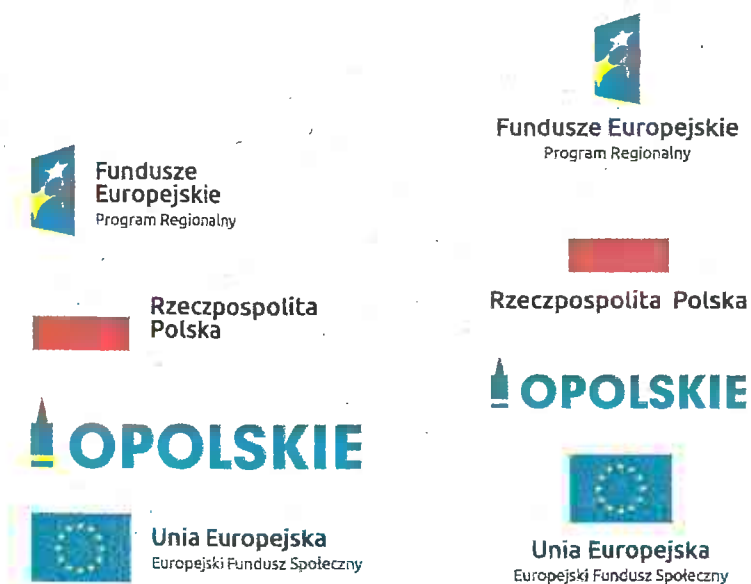 Fundusze
Europejskie
Program Regionalny
Rzeczpospolita
Polska
OPOLSKIE
Unia Europejska
Europejski Fundusz Społeczny
Fundusze Europejskie
Program Regionalny
Rzeczpospolita Polska
OPOLSKIE
Unia Europejska
Europejski Fundusz Społeczny